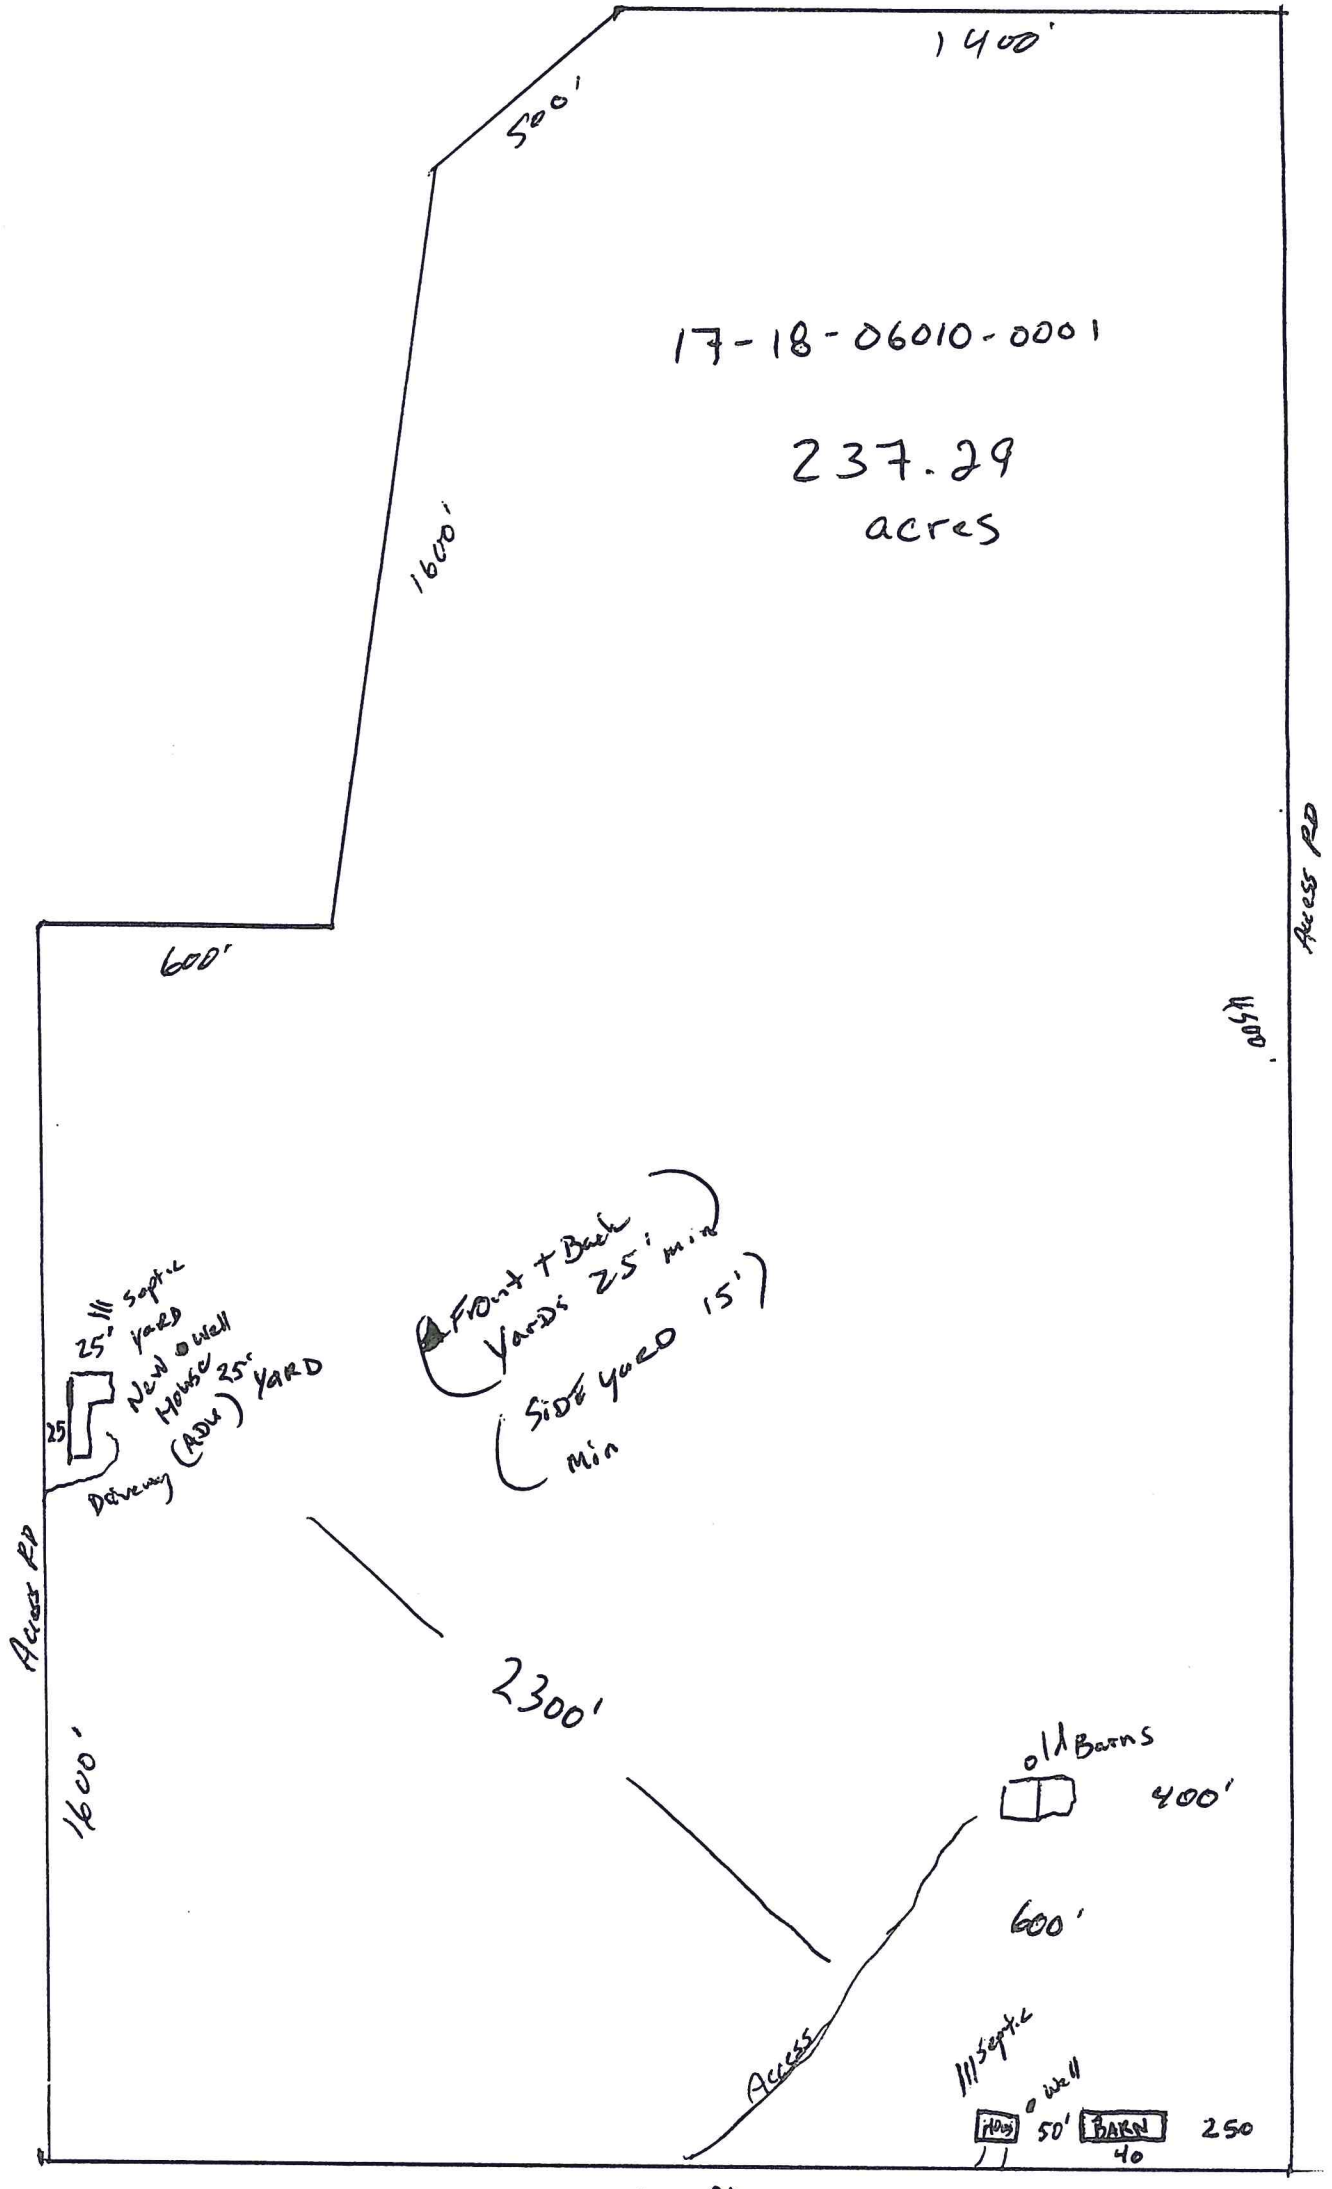 1400'
500'
17-18-06010-0001
237.29
acres
1600'
Access RD
600'
4500'
Front + Back
Yards 25' min
Side yard 15'
Min
Septic
25' yard
Well
New
House 25' YARD
(ADU)
25
Driveway
Access RD
2300'
1600'
old Barns
400'
600'
Access
Septic
Well
House
50'
BARN
250
40